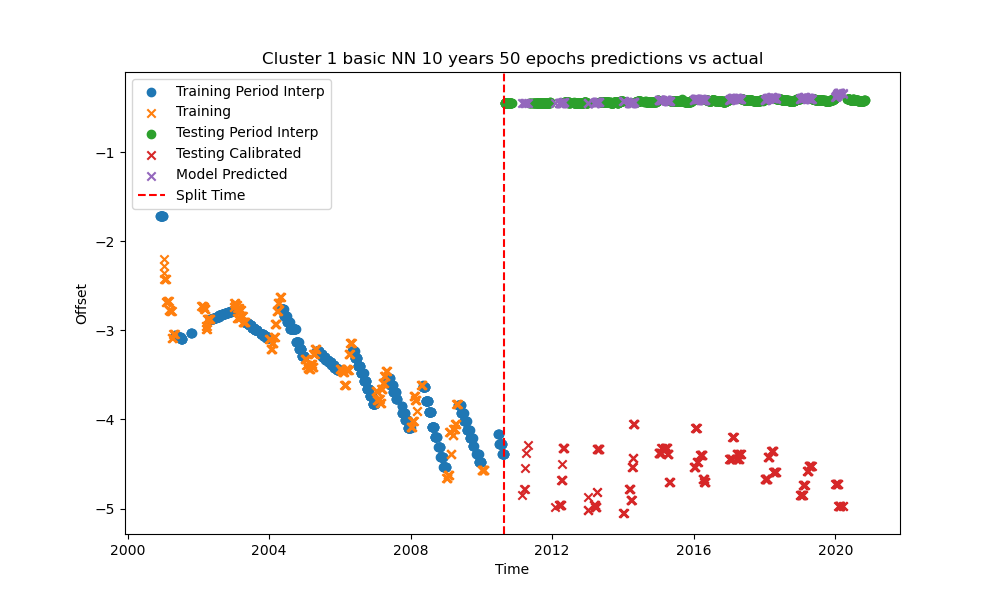 Cluster 1 basic NN 10 years 50 epochs predictions vs actual
Training Period Interp
Training
Testing Period Interp
Testing Calibrated
Model Predicted
Split Time
Offset
−1
−2
−3
−4
−5
2000
2004
2008
2012
2016
2020
Time